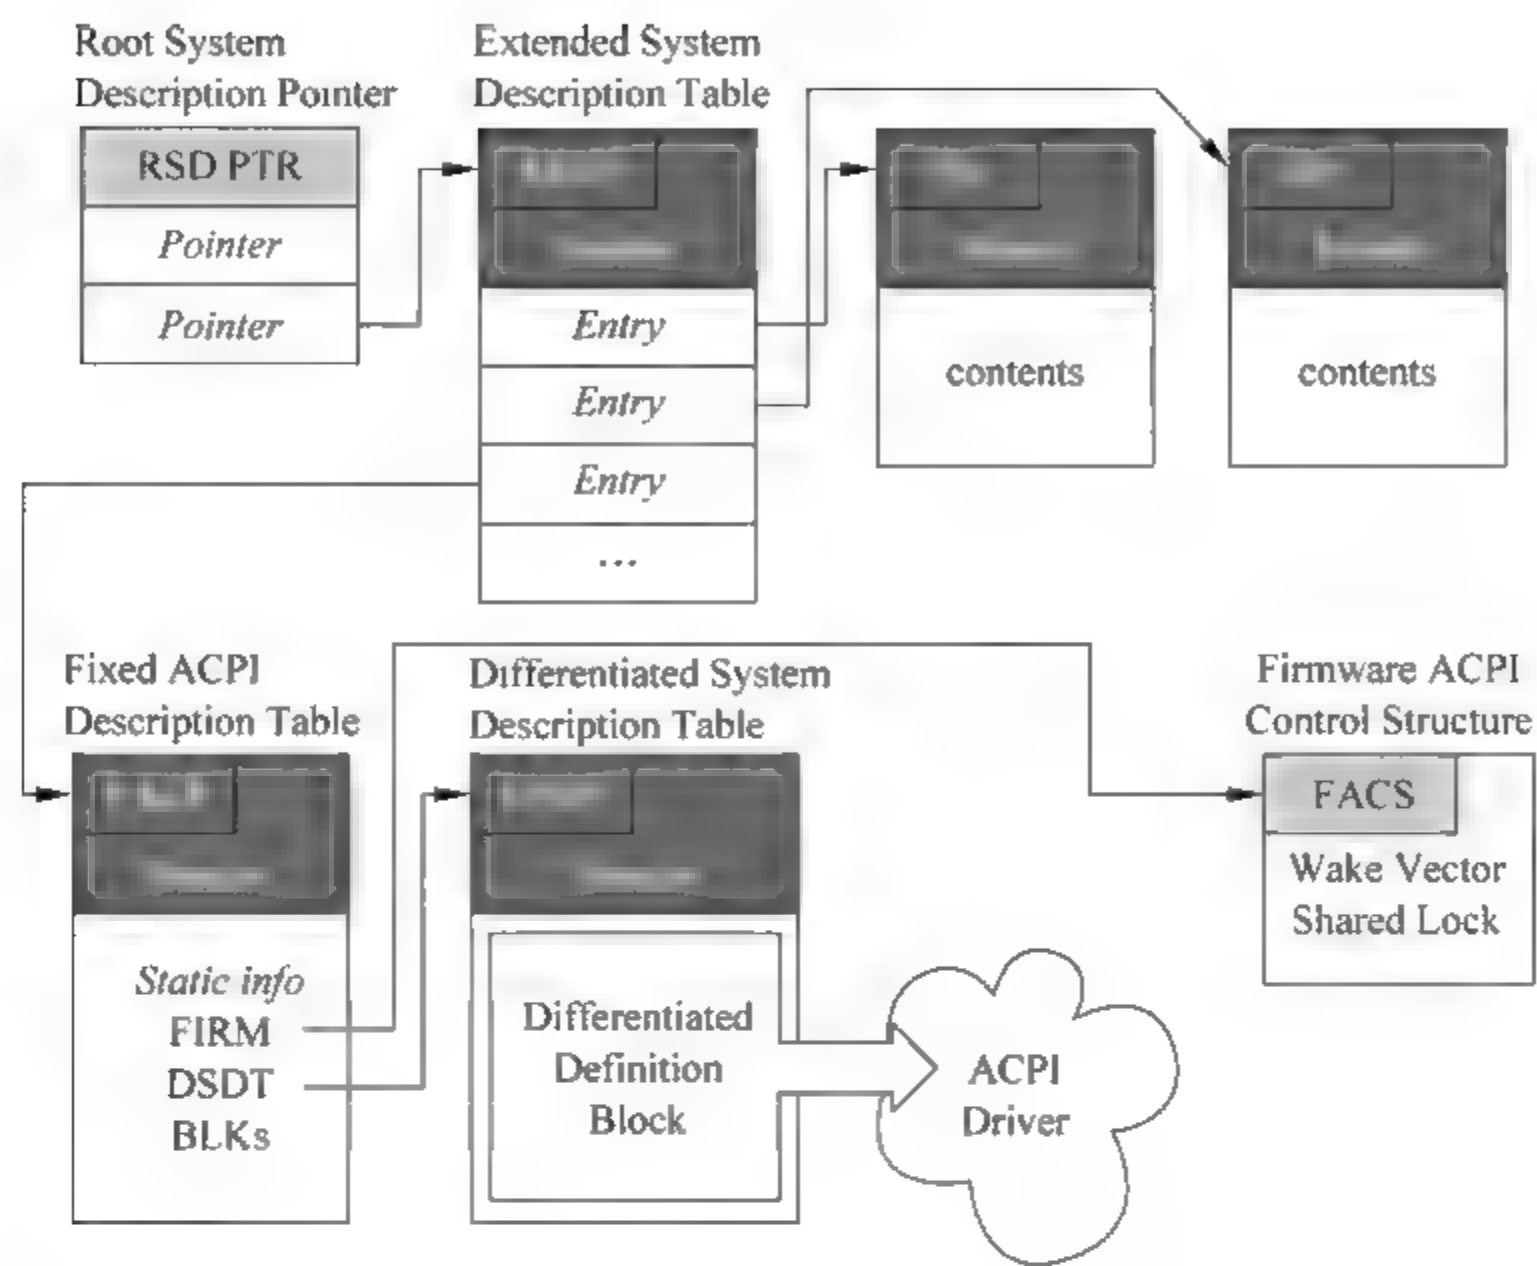 Root System
Description Pointer
RSD PTR
Pointer
Pointer
Extended System
Description Table
Entry
Entry
Entry
...
contents
contents
Fixed ACPI
Description Table
Static info
FIRM
DSDT
BLKs
Differentiated System
Description Table
Differentiated
Definition
Block
ACPI
Driver
Firmware ACPI
Control Structure
FACS
Wake Vector
Shared Lock